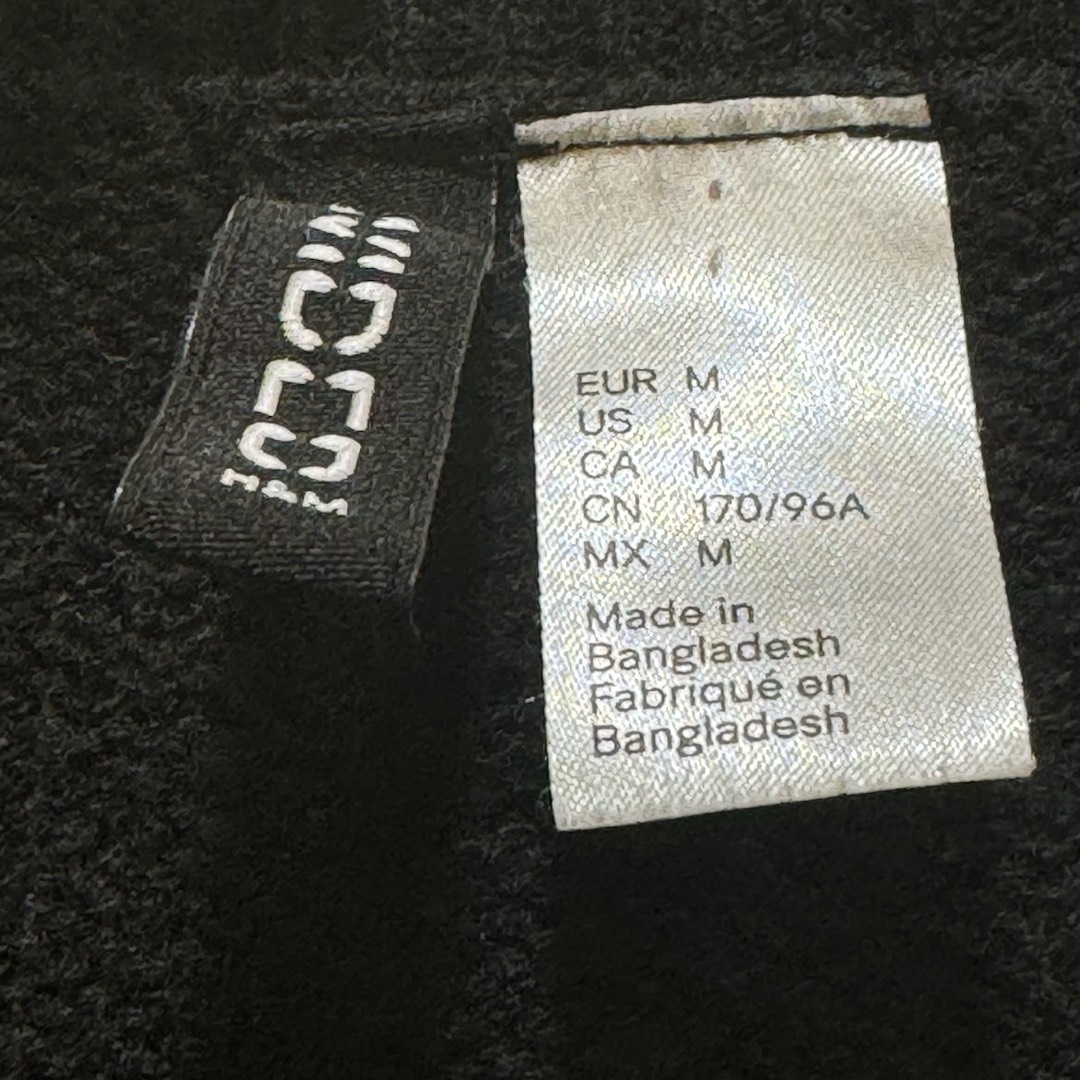 EUR M
US M
CA M
CN 170/96A
MX M
Made in
Bangladesh
Fabriqué en
Bangladesh